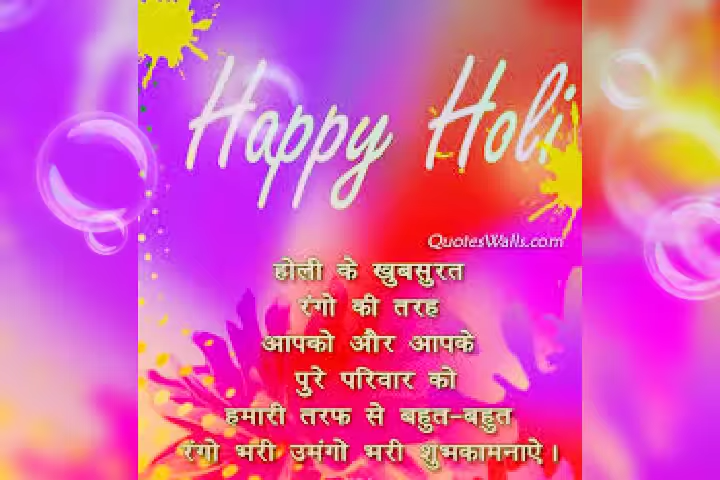 Happy Holi
QuotesWalls.com
होली के खुबसुरत
रंगो की तरह
आपको और आपके
पुरे परिवार को
हमारी तरफ से बहुत-बहुत
रंगो भरी उमंगो भरी शुभकामनाऐ।